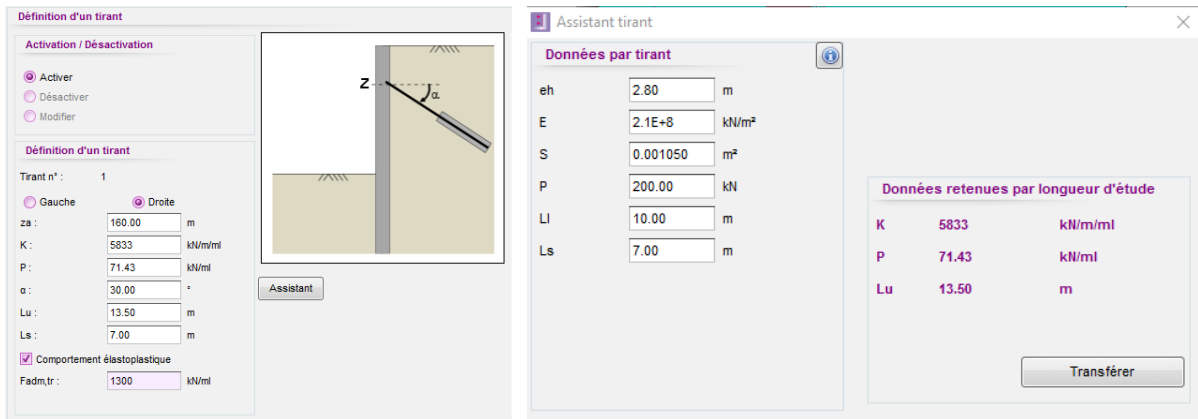 Définition d'un tirant
Activation / Désactivation
Activer
Désactiver
Modifier
Définition d'un tirant
Tirant n° : 1
Gauche Droite
za : 160.00 m
K : 5833 kN/m/ml
P : 71.43 kN/ml
α : 30.00 °
Lu : 13.50 m
Ls : 7.00 m
Comportement élastoplastique
Fadm,tr : 1300 kN/ml
Z
α
Assistant
Assistant tirant
Données par tirant
eh 2.80 m
E 2.1E+8 kN/m²
S 0.001050 m²
P 200.00 kN
Ll 10.00 m
Ls 7.00 m
Données retenues par longueur d'étude
K 5833 kN/m/ml
P 71.43 kN/ml
Lu 13.50 m
Transférer